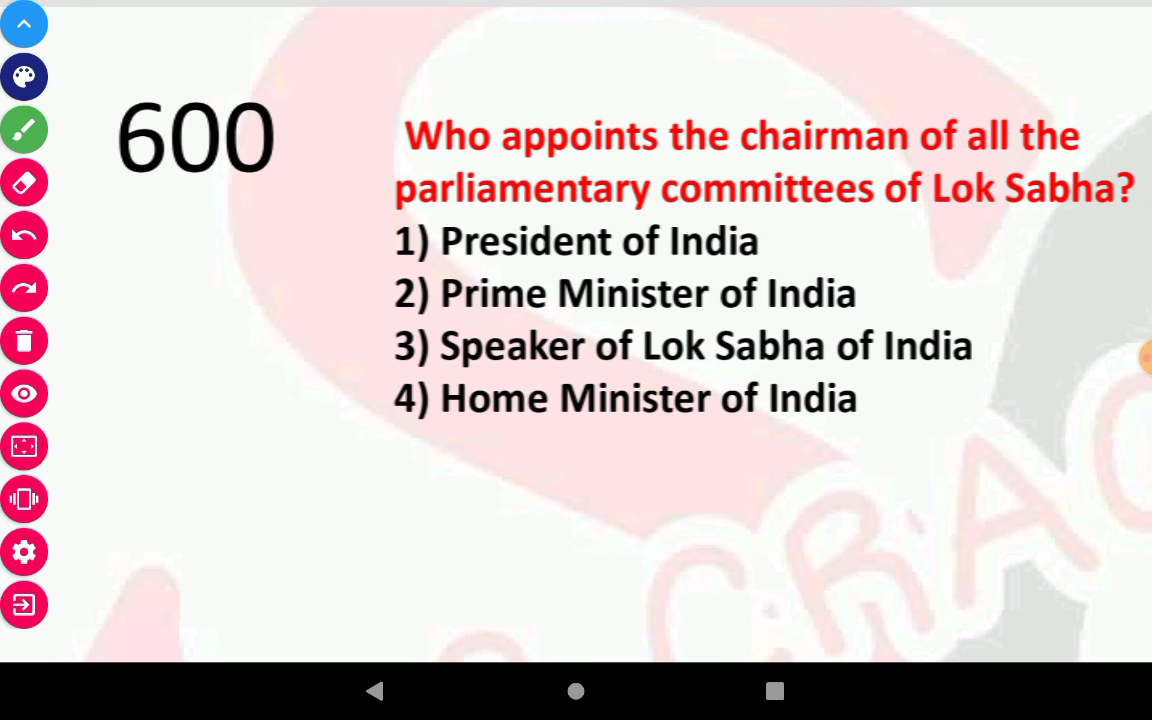 600
Who appoints the chairman of all the
parliamentary committees of Lok Sabha?
1) President of India
2) Prime Minister of India
3) Speaker of Lok Sabha of India
4) Home Minister of India